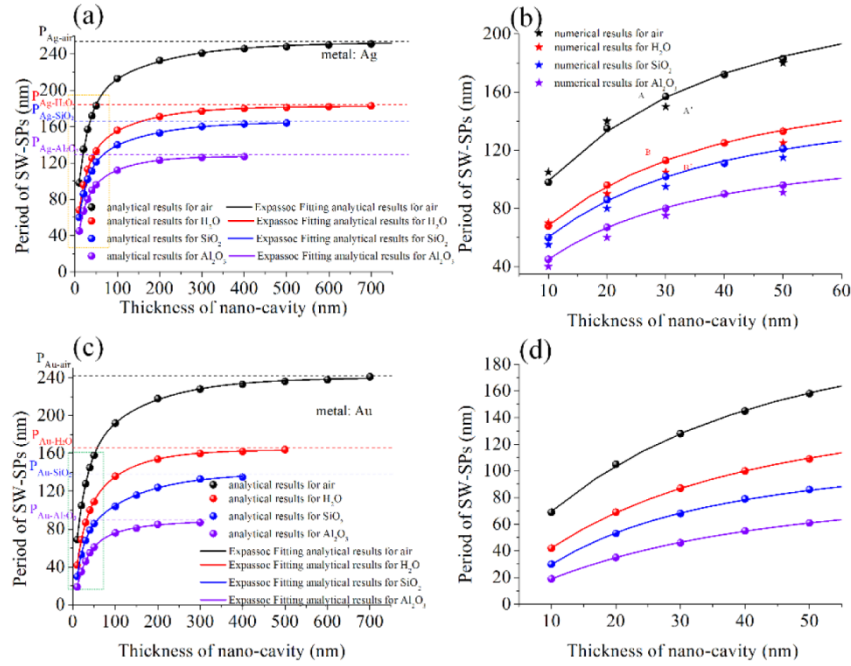 (a)
P Ag-air
240
metal: Ag
200
P Ag-H₂O
P Ag-SiO₂
160
P Ag-Al₂O₃
120
80
40
0
analytical results for air
analytical results for H₂O
analytical results for SiO₂
analytical results for Al₂O₃
Expassoc Fitting analytical results for air
Expassoc Fitting analytical results for H₂O
Expassoc Fitting analytical results for SiO₂
Expassoc Fitting analytical results for Al₂O₃
0 100 200 300 400 500 600 700
Thickness of nano-cavity (nm)
Period of SW-SPs (nm)
(b)
numerical results for air
numerical results for H₂O
numerical results for SiO₂
numerical results for Al₂O₃
200
160
120
80
40
A
A'
B
B'
10 20 30 40 50 60
Thickness of nano-cavity (nm)
Period of SW-SPs (nm)
(c)
P Au-air
240
metal: Au
200
P Au-H₂O
160
P Au-SiO₂
120
P Au-Al₂O₃
80
40
0
analytical results for air
analytical results for H₂O
analytical results for SiO₂
analytical results for Al₂O₃
Expassoc Fitting analytical results for air
Expassoc Fitting analytical results for H₂O
Expassoc Fitting analytical results for SiO₂
Expassoc Fitting analytical results for Al₂O₃
0 100 200 300 400 500 600 700
Thickness of nano-cavity (nm)
Period of SW-SPs (nm)
(d)
180
160
140
120
100
80
60
40
20
0
10 20 30 40 50
Thickness of nano-cavity (nm)
Period of SW-SPs (nm)